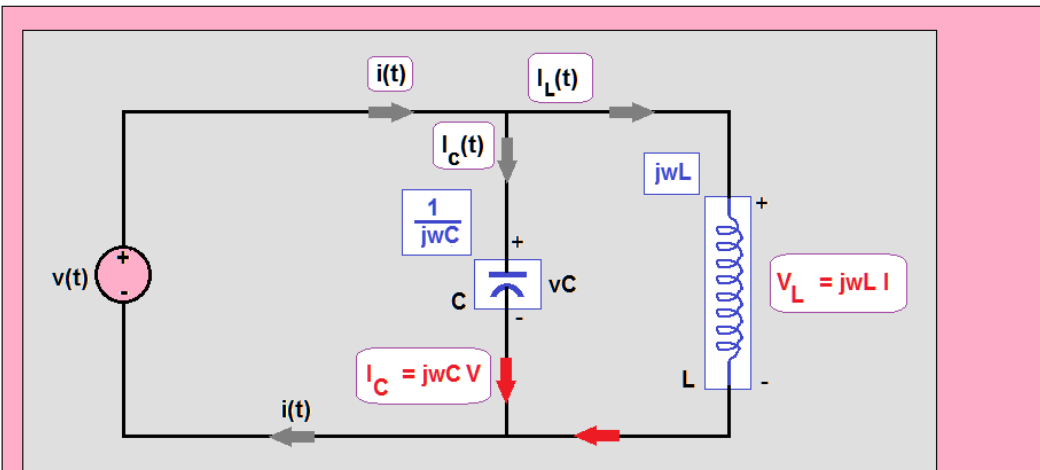 i(t)
I_L(t)
I_c(t)
jwL
1
jwC
+
+
+
v(t)
-
C
vC
-
V_L = jwL I
I_C = jwC V
L
-
i(t)